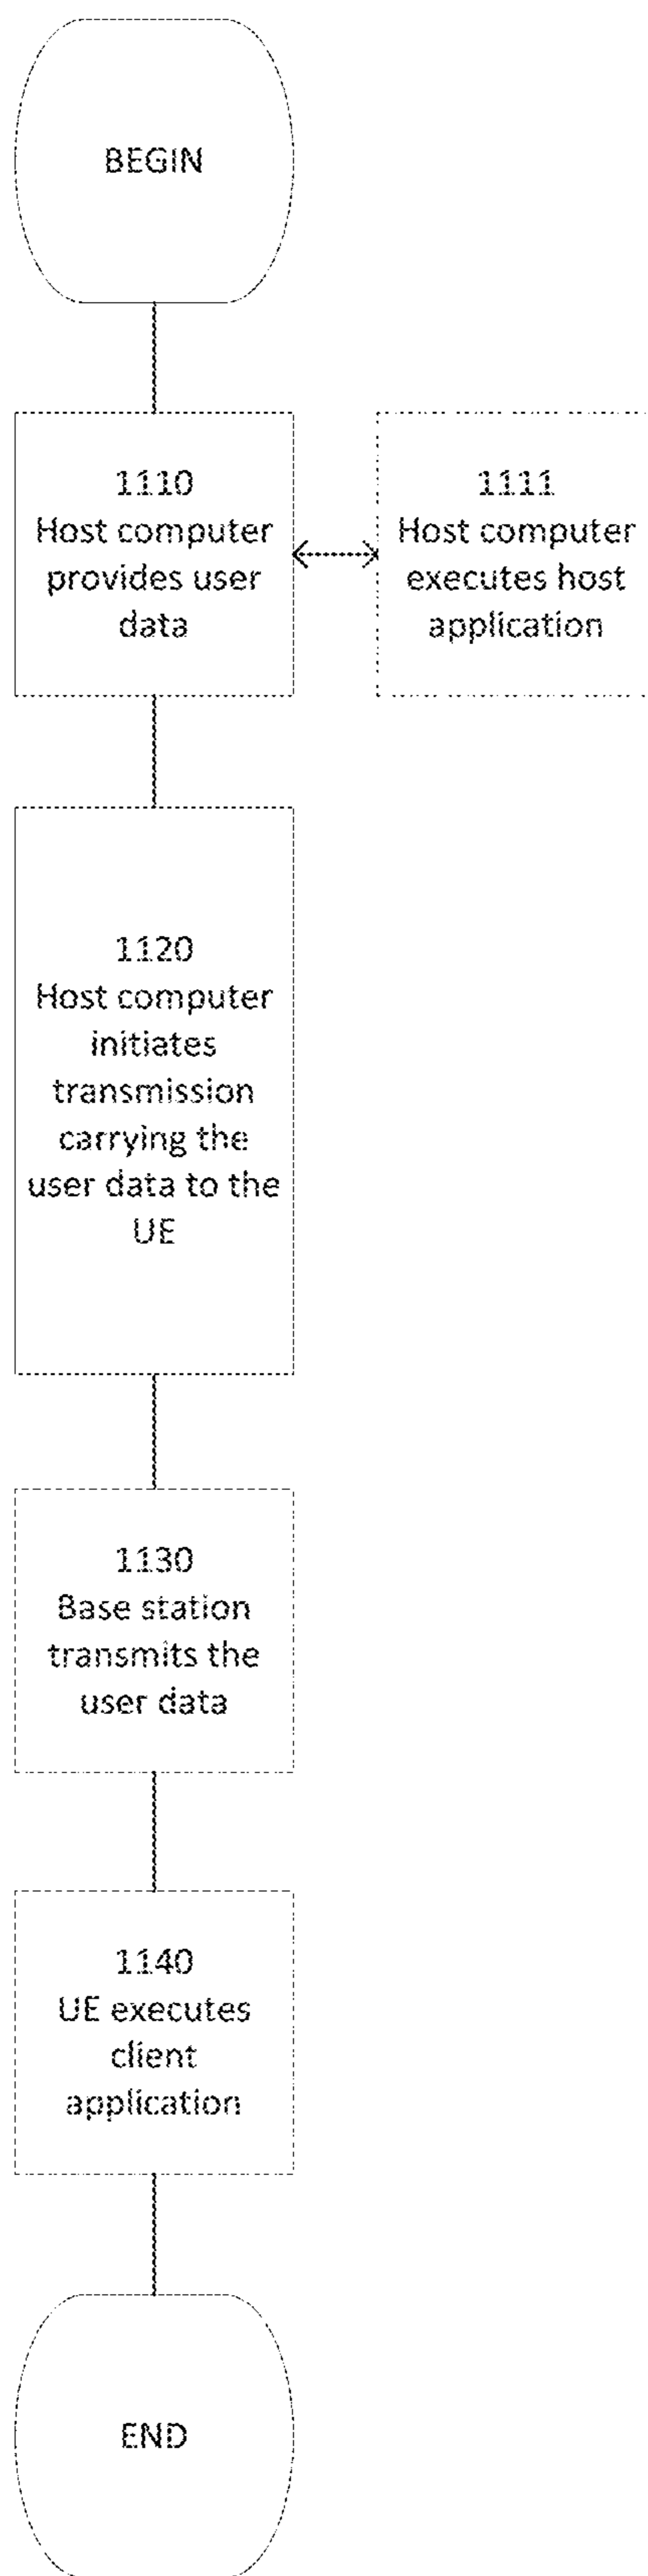 BEGIN
1110
Host computer
provides user
data
1111
Host computer
executes host
application
1120
Host computer
initiates
transmission
carrying the
user data to the
UE
1130
Base station
transmits the
user data
1140
UE executes
client
application
END